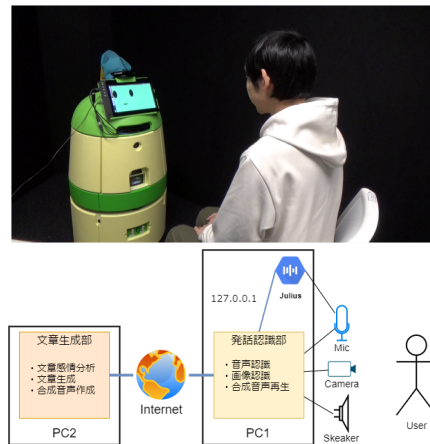 127.0.0.1
Julius
文章生成部
・文章感情分析
・文章生成
・合成音声作成
PC2
Internet
発話認識部
・音声認識
・画像認識
・合成音声再生
PC1
Mic
Camera
Skeaker
User